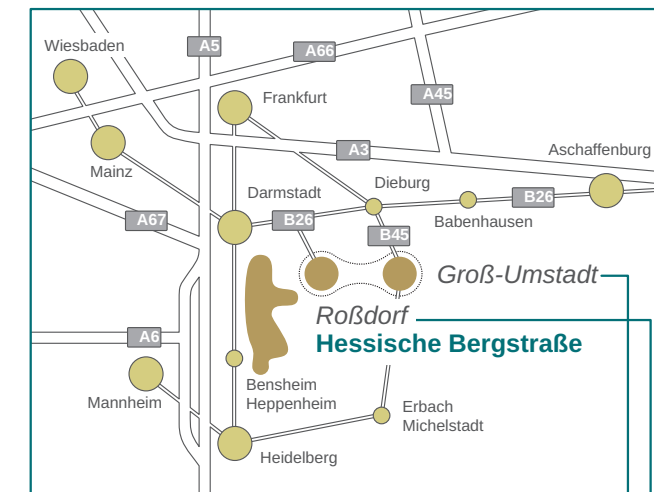 Wiesbaden
A5
A66
A45
Frankfurt
A3
Aschaffenburg
Mainz
Darmstadt
Dieburg
B26
A67
B26
Babenhausen
B45
Groß-Umstadt
Roßdorf
Hessische Bergstraße
A6
Bensheim
Heppenheim
Mannheim
Erbach
Michelstadt
Heidelberg